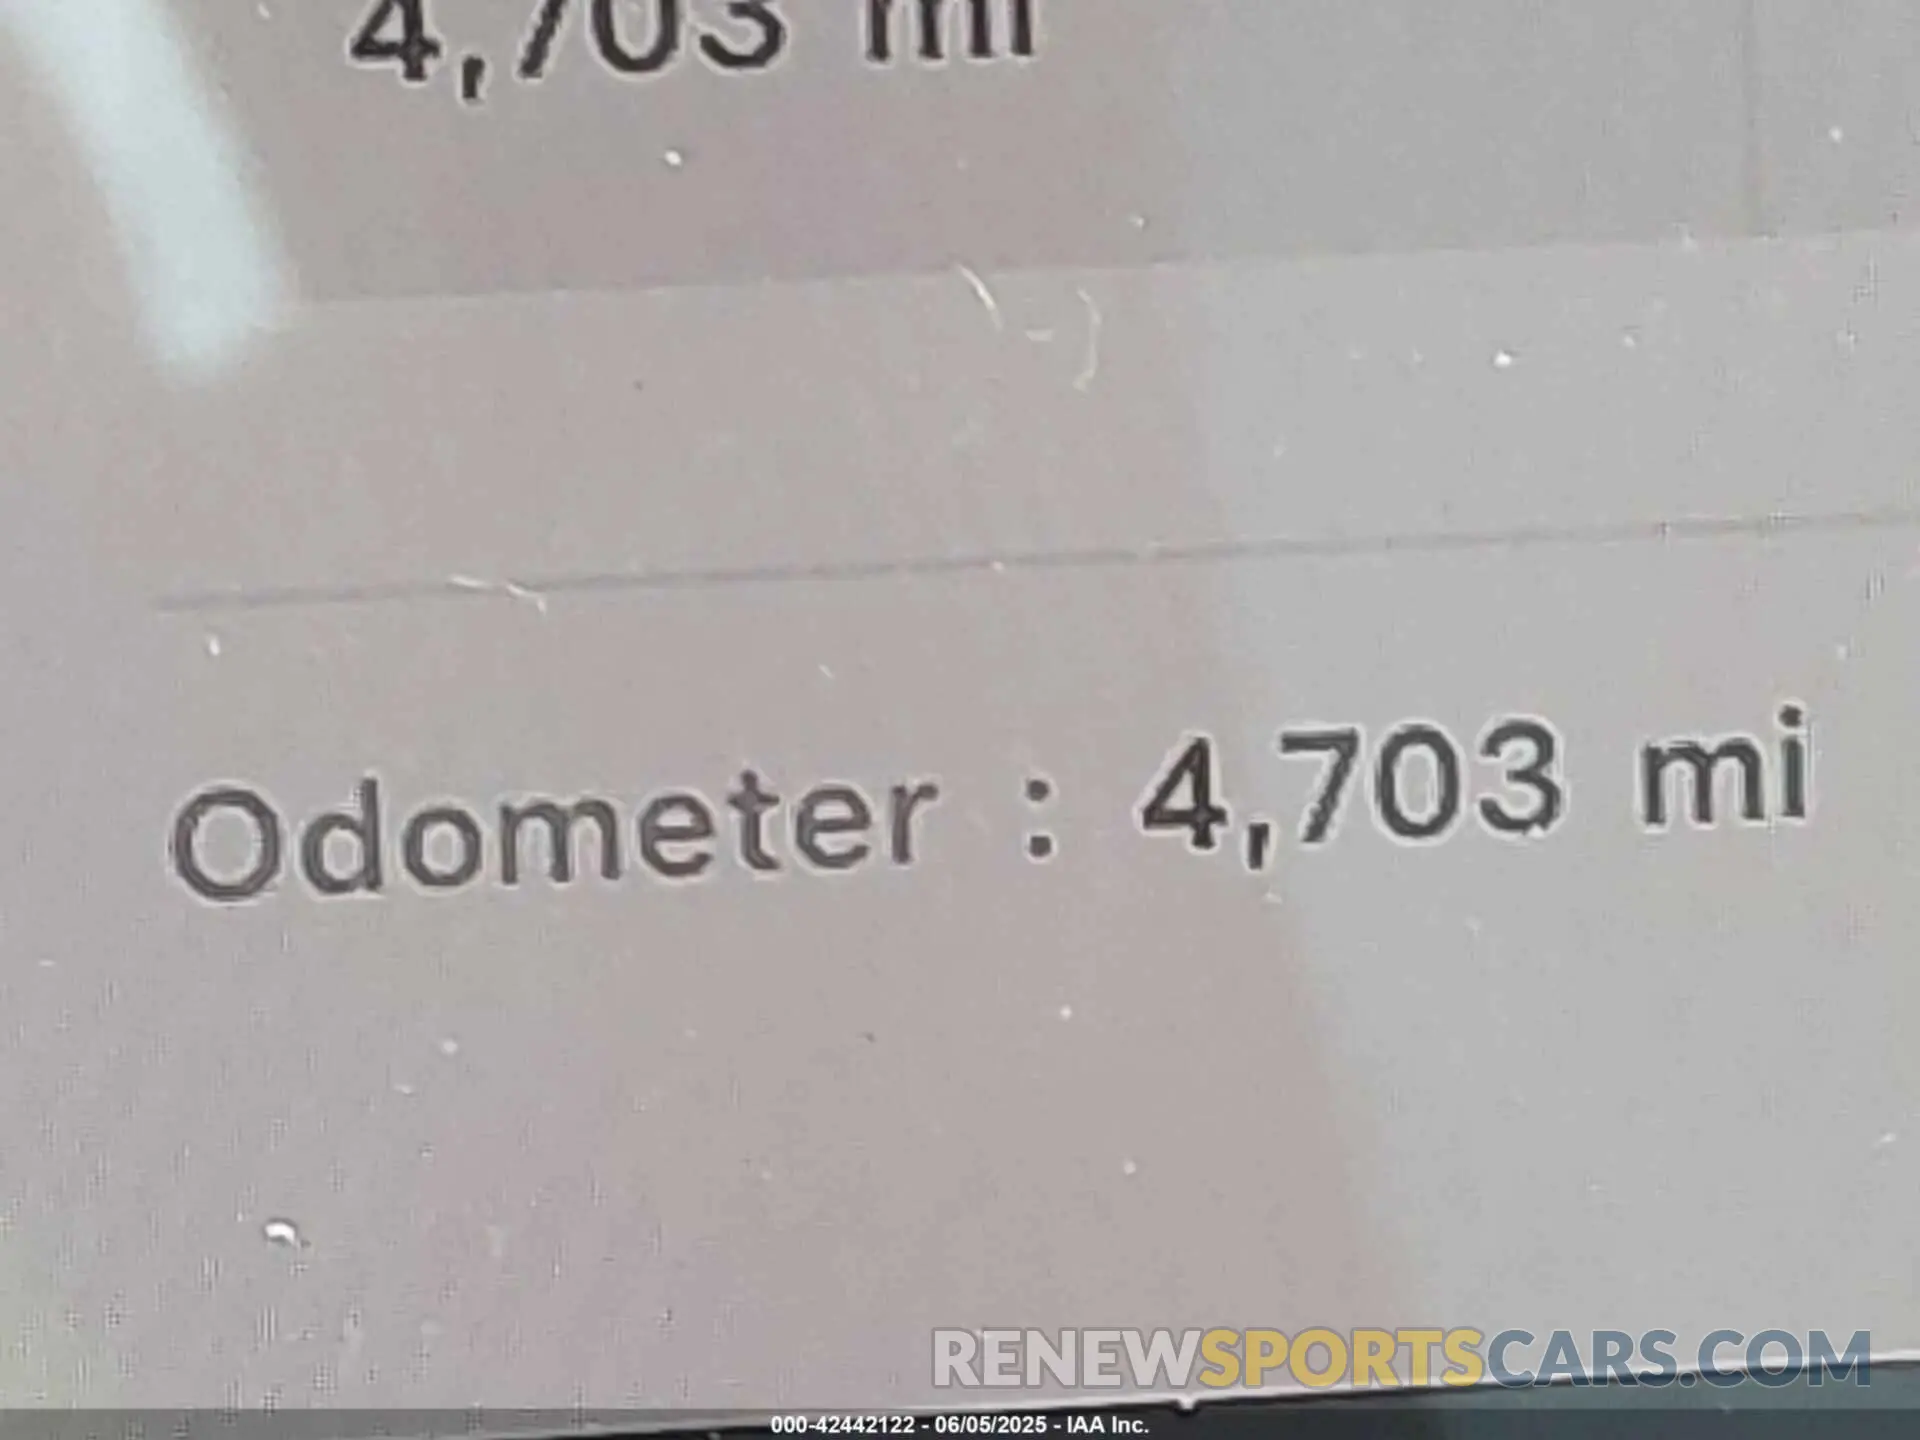 4,703 mi
Odometer : 4,703 mi
RENEWSPORTSCARS.COM
000-42442122 - 06/05/2025 - IAA Inc.